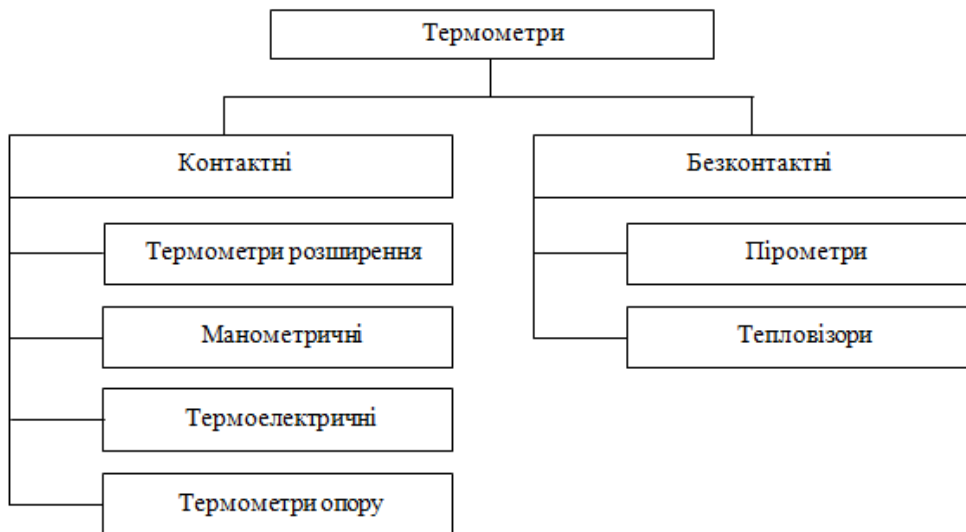 Термометри
Контактні
Термометри розширення
Манометричні
Термоелектричні
Термометри опору
Безконтактні
Пірометри
Тепловізори